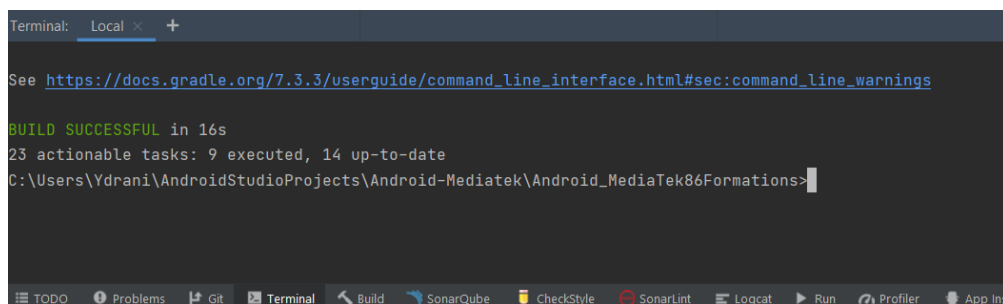 Terminal: Local × +
See https://docs.gradle.org/7.3.3/userguide/command_line_interface.html#sec:command_line_warnings
BUILD SUCCESSFUL in 16s
23 actionable tasks: 9 executed, 14 up-to-date
C:\Users\Ydrani\AndroidStudioProjects\Android-Mediatek\Android_MediaTek86Formations>
TODO Problems Git Terminal Build SonarQube CheckStyle SonarLint Logcat Run Profiler App Ins